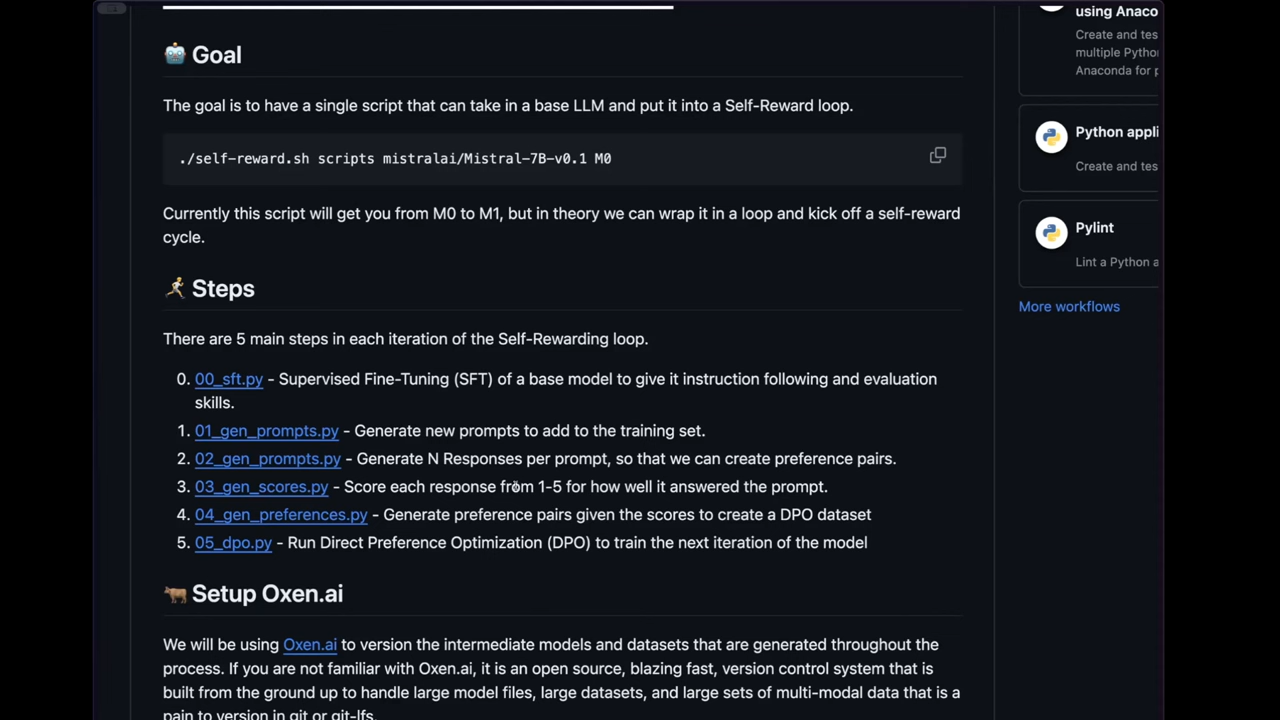 Goal
The goal is to have a single script that can take in a base LLM and put it into a Self-Reward loop.
./self-reward.sh scripts mistralai/Mistral-7B-v0.1 M0
Currently this script will get you from M0 to M1, but in theory we can wrap it in a loop and kick off a self-reward
cycle.
Steps
There are 5 main steps in each iteration of the Self-Rewarding loop.
0. 00_sft.py - Supervised Fine-Tuning (SFT) of a base model to give it instruction following and evaluation
skills.
1. 01_gen_prompts.py - Generate new prompts to add to the training set.
2. 02_gen_prompts.py - Generate N Responses per prompt, so that we can create preference pairs.
3. 03_gen_scores.py - Score each response from 1-5 for how well it answered the prompt.
4. 04_gen_preferences.py - Generate preference pairs given the scores to create a DPO dataset
5. 05_dpo.py - Run Direct Preference Optimization (DPO) to train the next iteration of the model
Setup Oxen.ai
We will be using Oxen.ai to version the intermediate models and datasets that are generated throughout the
process. If you are not familiar with Oxen.ai, it is an open source, blazing fast, version control system that is
built from the ground up to handle large model files, large datasets, and large sets of multi-modal data that is a
pain to version in git or git-lfs.
using Anaco
Create and tes
multiple Pytho
Anaconda for p
Python appli
Create and tes
Pylint
Lint a Python a
More workflows